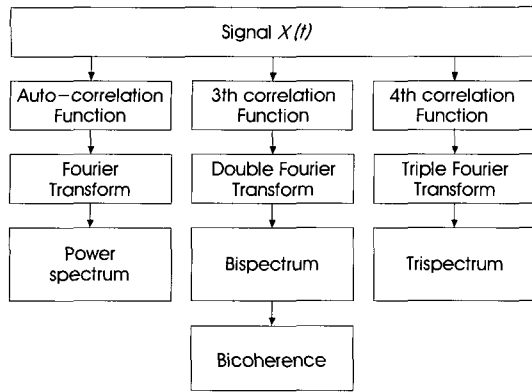 Signal X(t)
Auto-correlation
Function
3th correlation
Function
4th correlation
Function
Fourier
Transform
Double Fourier
Transform
Triple Fourier
Transform
Power
spectrum
Bispectrum
Trispectrum
Bicoherence